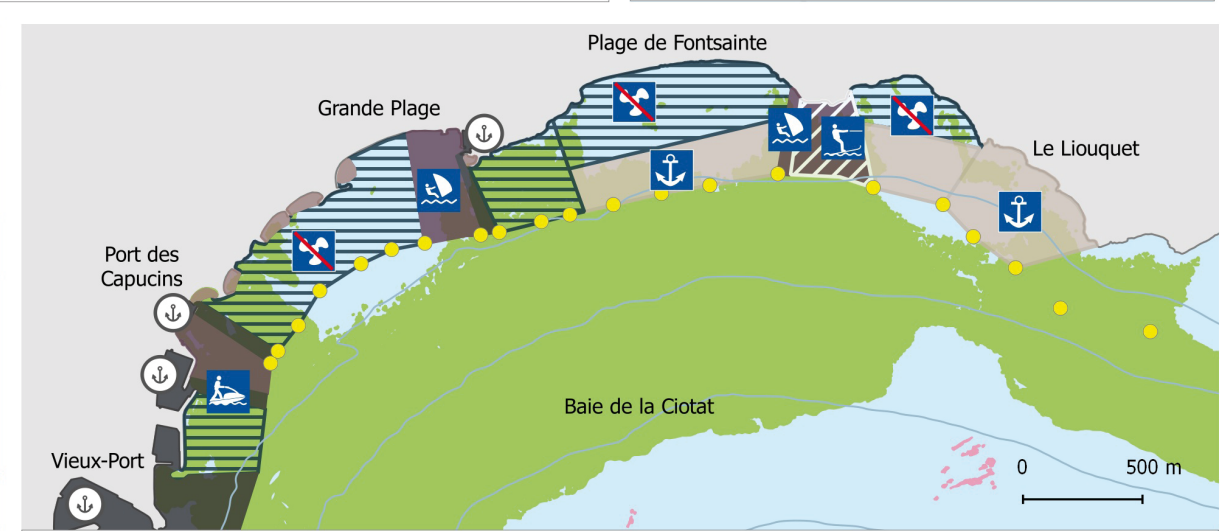 Plage de Fontsainte
Grande Plage
Le Liouquet
Port des
Capucins
Baie de la Ciotat
Vieux-Port
0 500 m